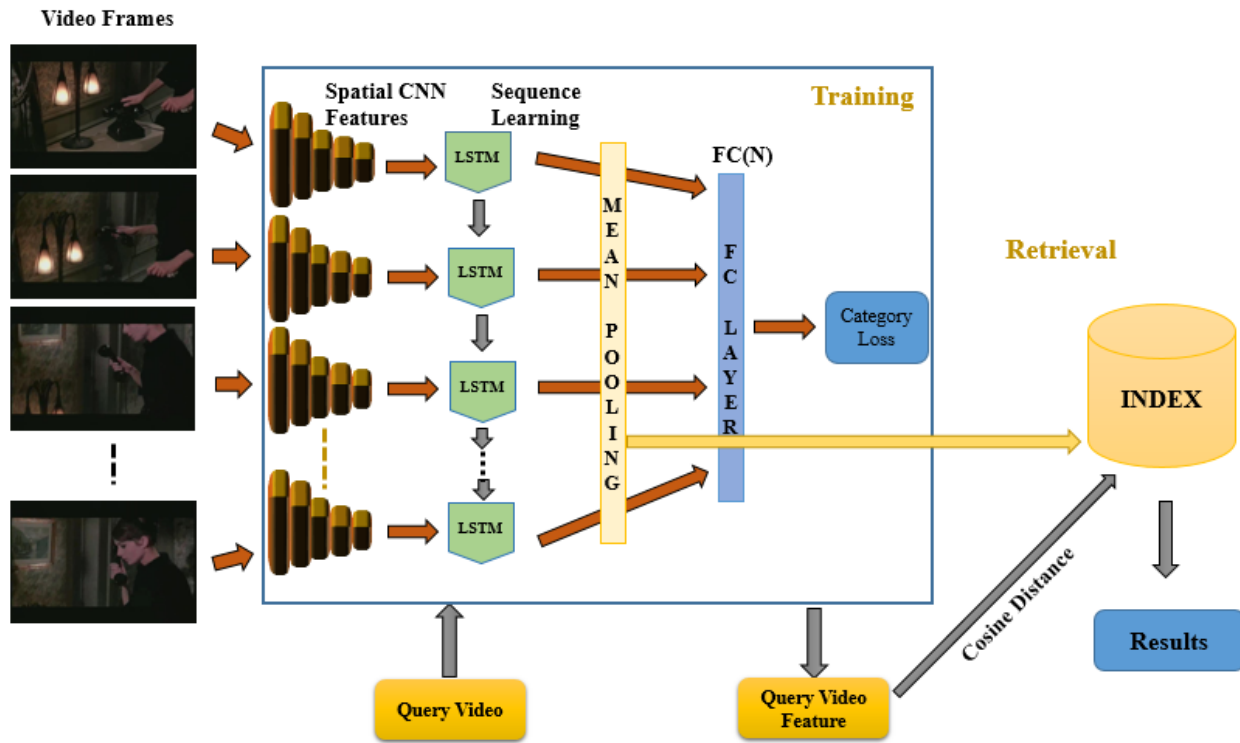 Video Frames
Spatial CNN
Features
Sequence
Learning
Training
LSTM
FC(N)
LSTM
LSTM
LSTM
MEAN POOLING
FC LAYER
Category
Loss
Retrieval
INDEX
Cosine Distance
Results
Query Video
Query Video
Feature